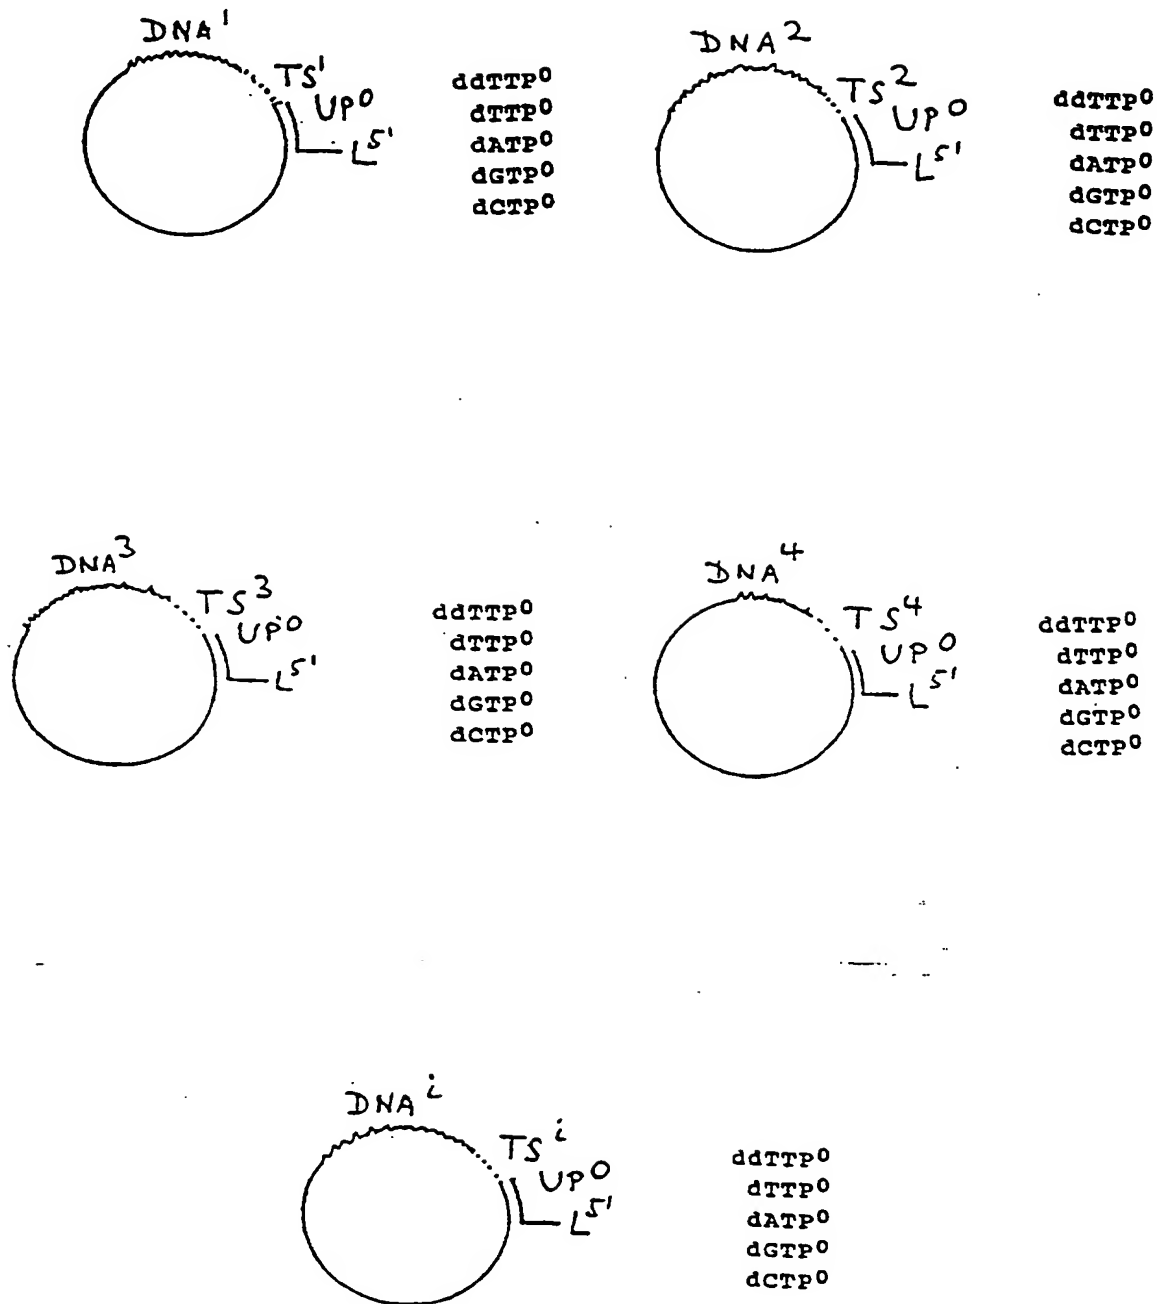 DNA¹
TS¹
UP⁰
L⁵'
ddTTP⁰
dTTP⁰
dATP⁰
dGTP⁰
dCTP⁰
DNA²
TS²
UP⁰
L⁵'
ddTTP⁰
dTTP⁰
dATP⁰
dGTP⁰
dCTP⁰
DNA³
TS³
UP⁰
L⁵'
ddTTP⁰
dTTP⁰
dATP⁰
dGTP⁰
dCTP⁰
DNA⁴
TS⁴
UP⁰
L⁵'
ddTTP⁰
dTTP⁰
dATP⁰
dGTP⁰
dCTP⁰
DNAⁱ
TSⁱ
UP⁰
L⁵'
ddTTP⁰
dTTP⁰
dATP⁰
dGTP⁰
dCTP⁰